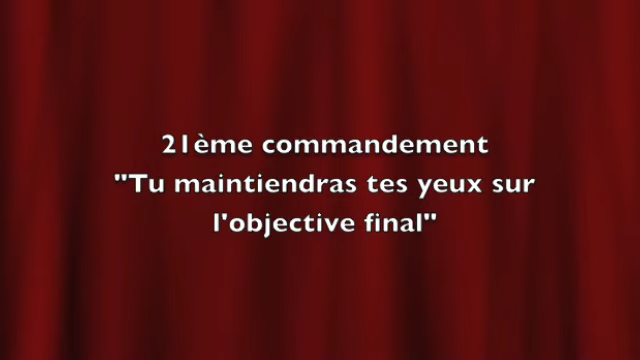 21ème commandement
"Tu maintiendras tes yeux sur
l'objective final"